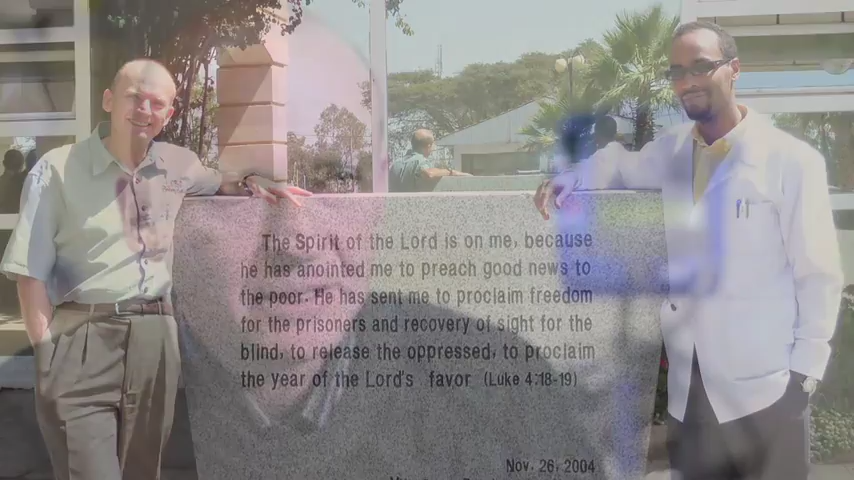 The Spirit of the Lord is on me, because
he has anointed me to preach good news to
the poor. He has sent me to proclaim freedom
for the prisoners and recovery of sight for the
blind, to release the oppressed, to proclaim
the year of the Lord's favor (Luke 4:18-19)
Nov. 26, 2004